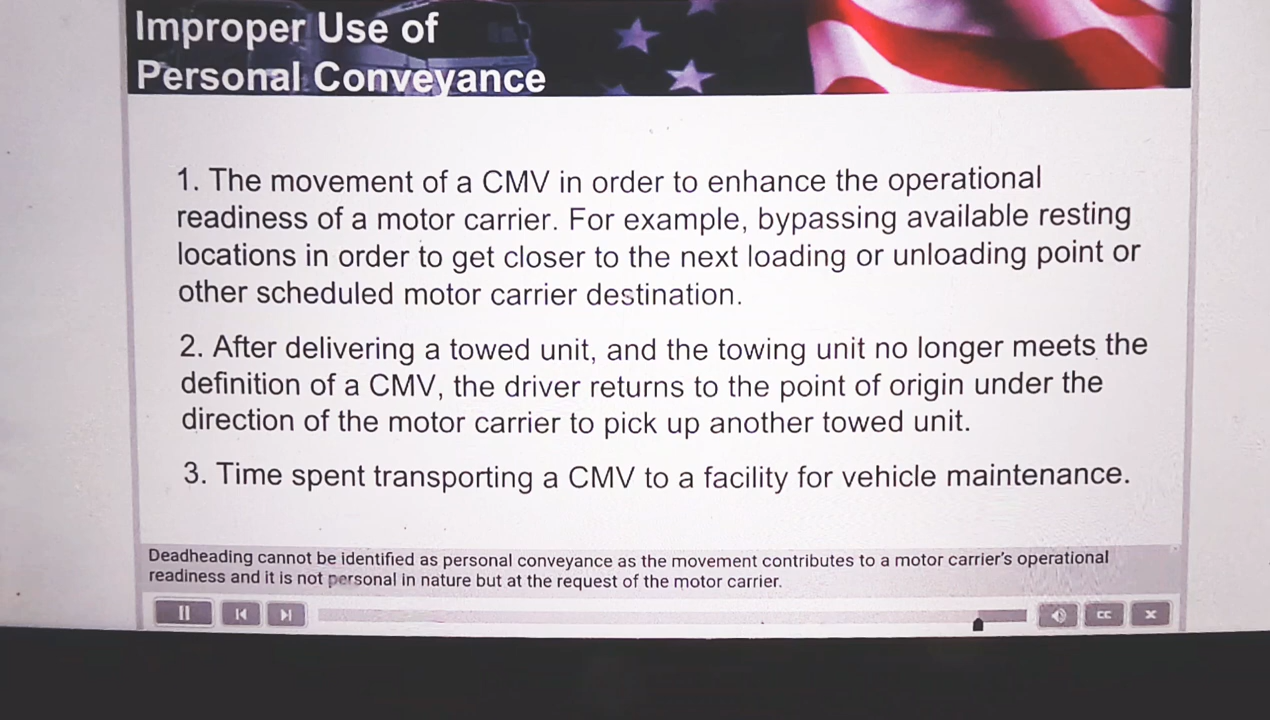 Improper Use of
Personal Conveyance
1. The movement of a CMV in order to enhance the operational
readiness of a motor carrier. For example, bypassing available resting
locations in order to get closer to the next loading or unloading point or
other scheduled motor carrier destination.
2. After delivering a towed unit, and the towing unit no longer meets the
definition of a CMV, the driver returns to the point of origin under the
direction of the motor carrier to pick up another towed unit.
3. Time spent transporting a CMV to a facility for vehicle maintenance.
Deadheading cannot be identified as personal conveyance as the movement contributes to a motor carrier's operational
readiness and it is not personal in nature but at the request of the motor carrier.
CC